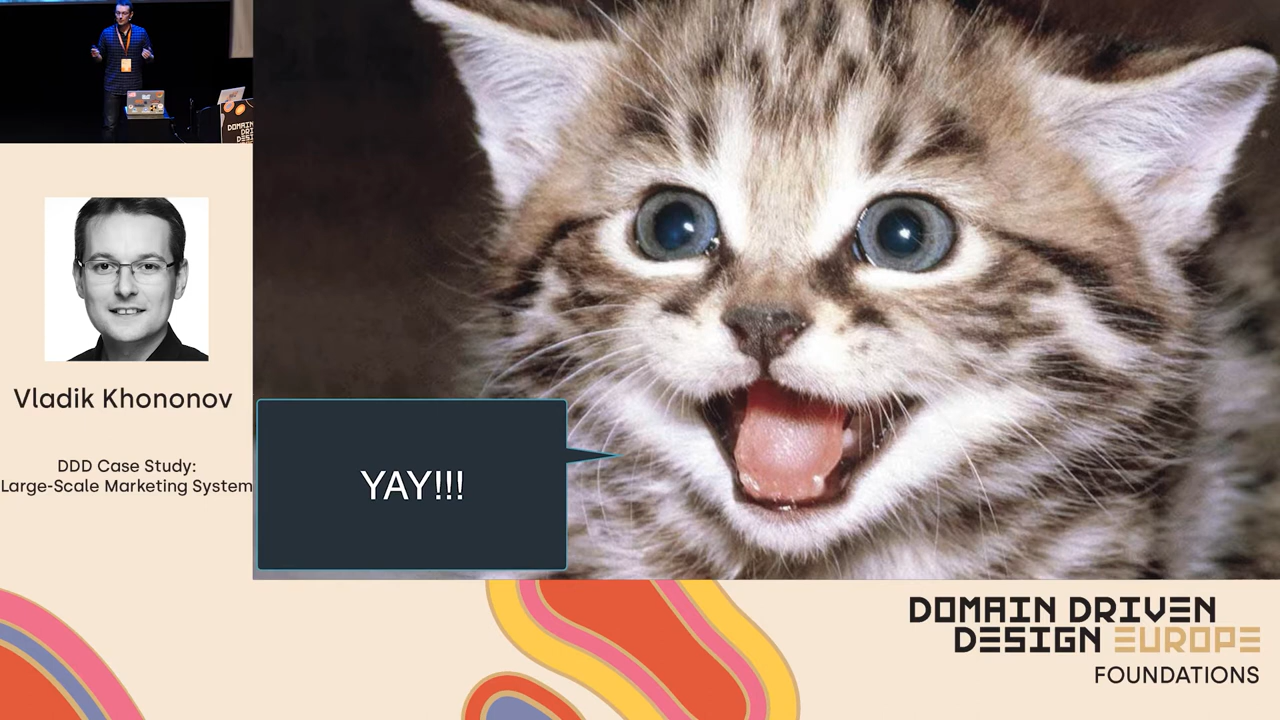 Vladik Khononov
DDD Case Study:
Large-Scale Marketing System
YAY!!!
DOMAIN DRIVEN
DESIGN EUROPE
FOUNDATIONS